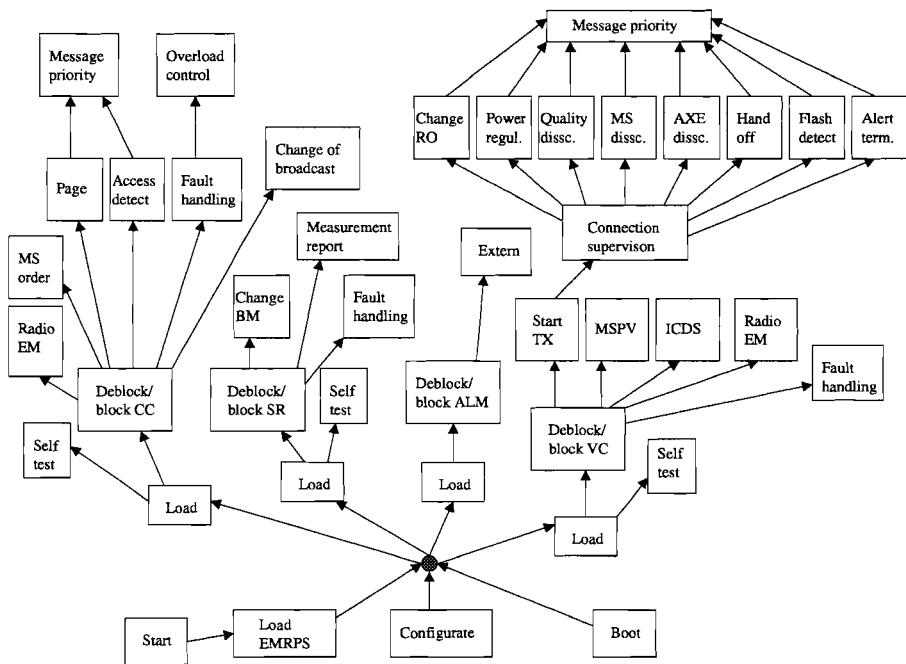 Message priority
Message
priority
Overload
control
Change
RO
Power
regul.
Quality
dissc.
MS
dissc.
AXE
dissc.
Hand
off
Flash
detect
Alert
term.
Page
Access
detect
Fault
handling
Change of
broadcast
Measurement
report
Connection
supervison
Extern
MS
order
Change
BM
Fault
handling
Radio
EM
Start
TX
MSPV
ICDS
Radio
EM
Fault
handling
Deblock/
block CC
Deblock/
block SR
Self
test
Deblock/
block ALM
Deblock/
block VC
Self
test
Self
test
Load
Load
Load
Load
Start
Load
EMRPS
Configurate
Boot